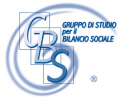 GRUPPO DI STUDIO
per il
BILANCIO SOCIALE
GBS
®